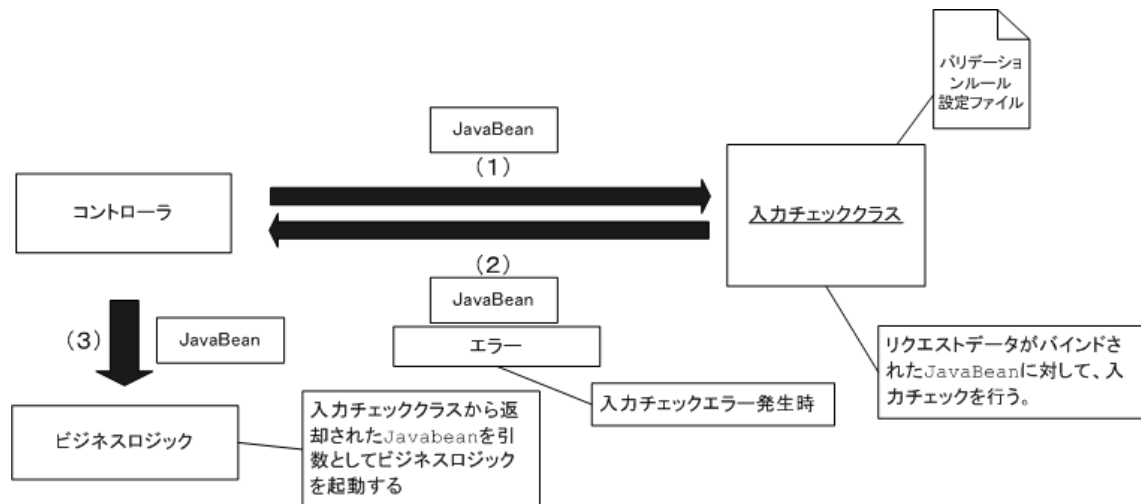 バリデーショ
ンルール
設定ファイル
JavaBean
(1)
コントローラ
入力チェッククラス
(2)
JavaBean
エラー
(3)
JavaBean
リクエストデータがバインドさ
れたJavaBeanに対して、入
力チェックを行う。
入力チェックエラー発生時
ビジネスロジック
入力チェッククラスから返
却されたJavabeanを引
数としてビジネスロジック
を起動する